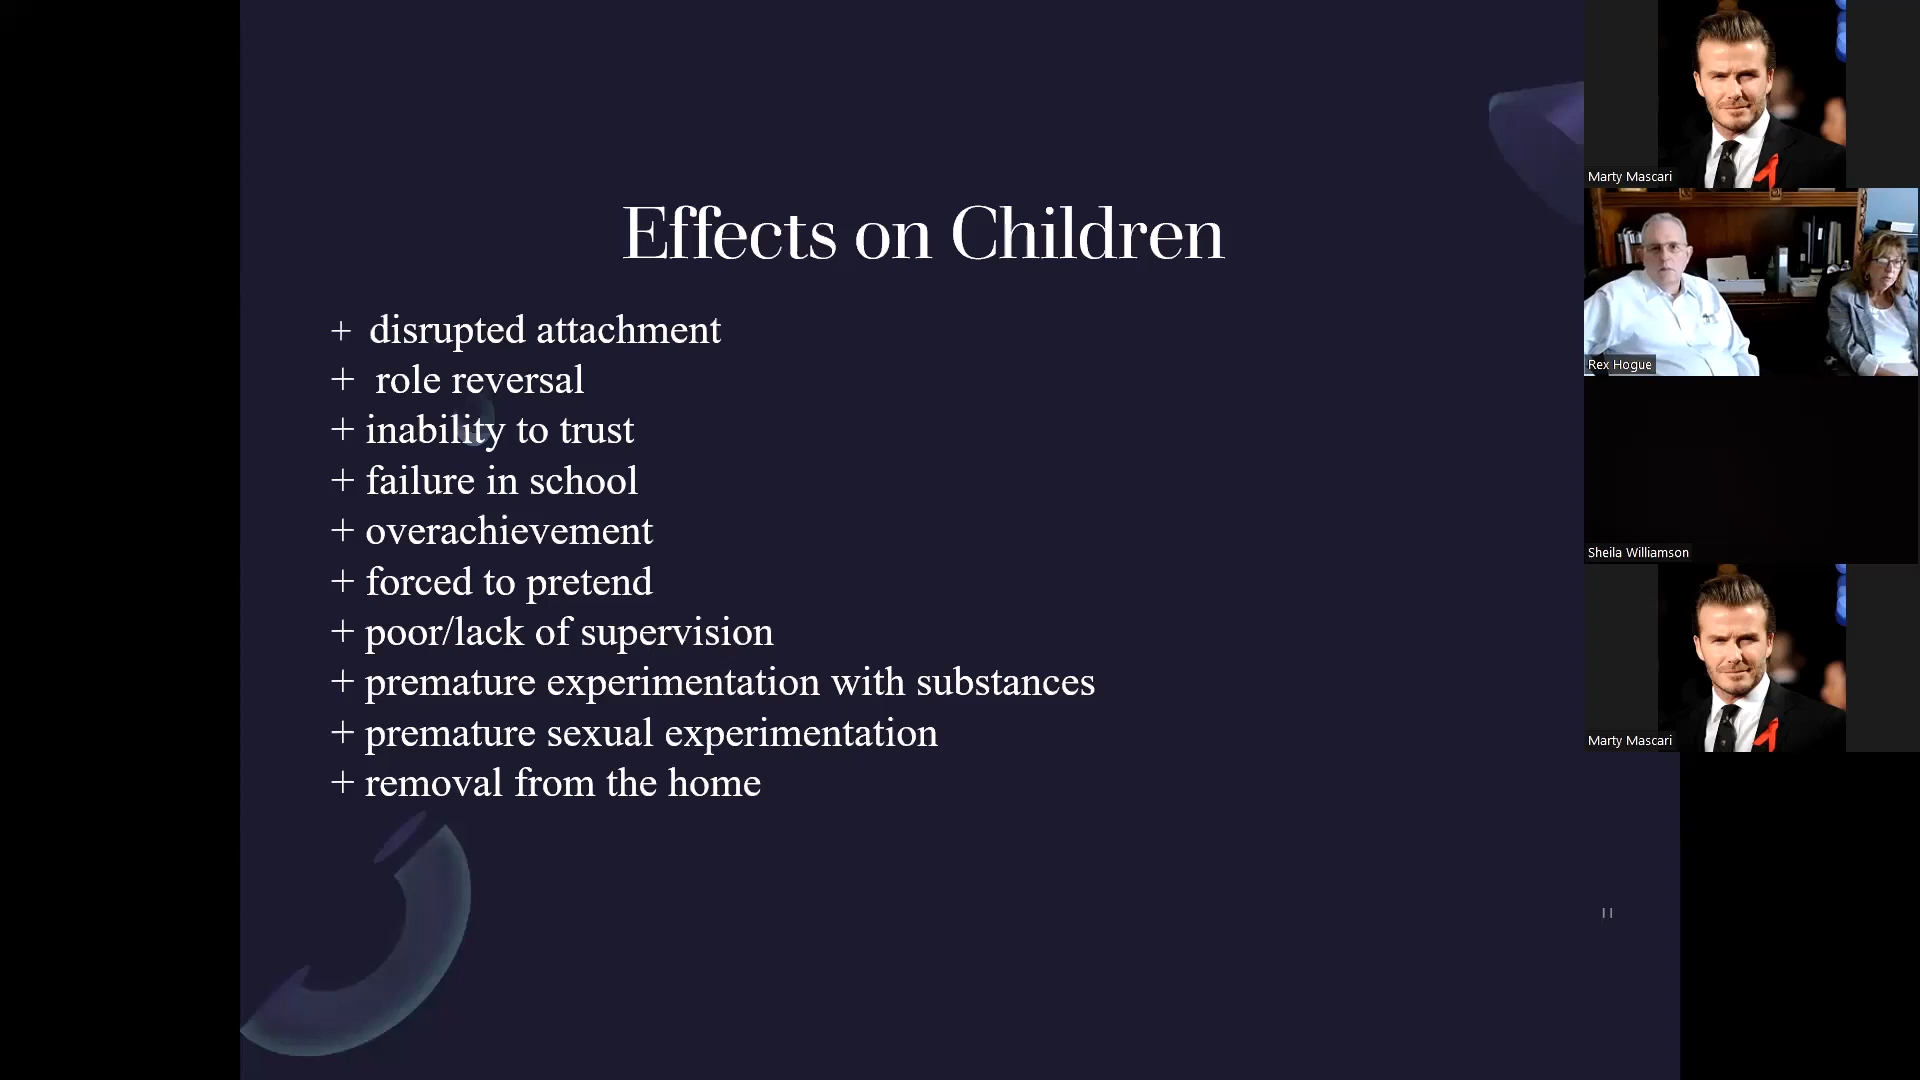 Effects on Children
+ disrupted attachment
+ role reversal
+ inability to trust
+ failure in school
+ overachievement
+ forced to pretend
+ poor/lack of supervision
+ premature experimentation with substances
+ premature sexual experimentation
+ removal from the home
11
Marty Mascari
Rex Hogue
Sheila Williamson
Marty Mascari